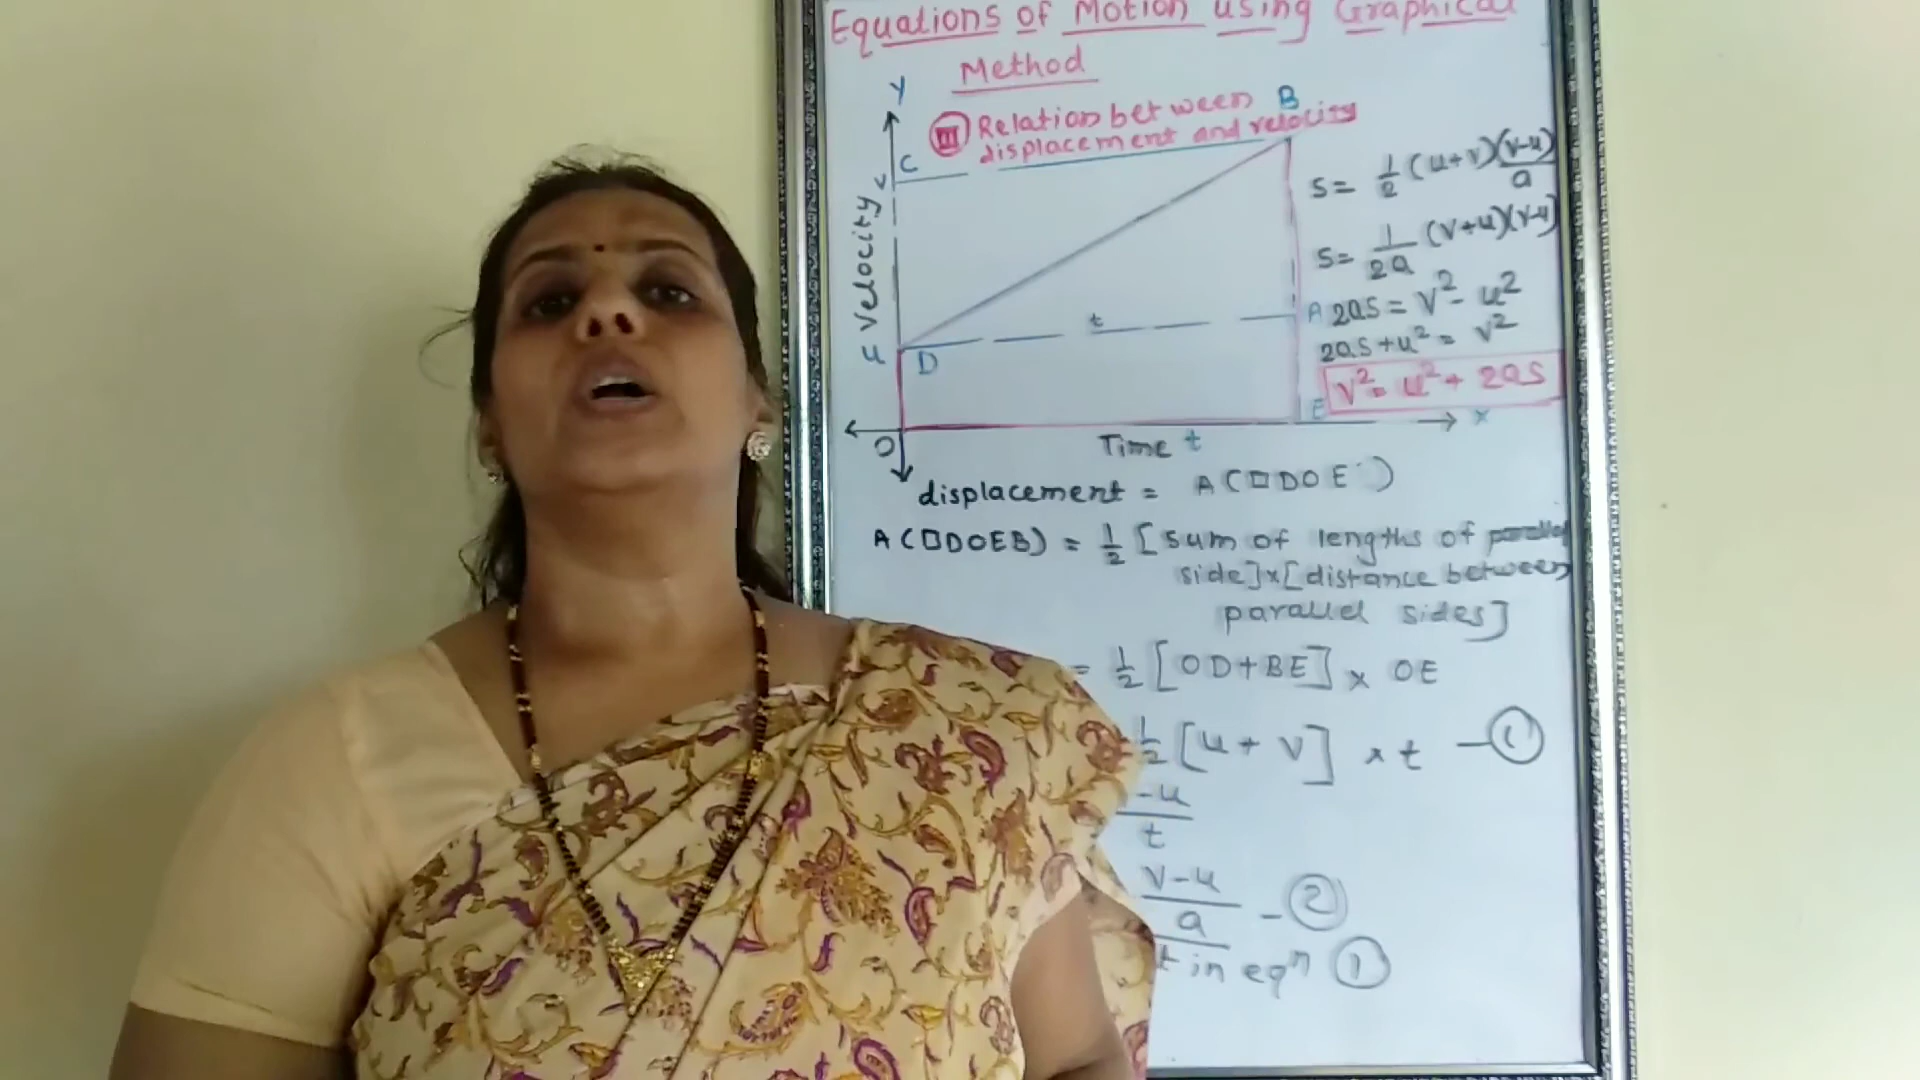 Equations of Motion using Graphical
Method
Y
III Relation between B
displacement and velocity
C
v
Velocity
u
D
t
A
E
O
X
Time t
S = 1/2 (u+v)(v-u)/a
S = 1/2a (v+u)(v-u)
2as = v² - u²
2as + u² = v²
v² = u² + 2as
displacement = A(□DOE )
A(□DOEB) = 1/2 [sum of lengths of parallel
side]x[distance between
parallel sides]
= 1/2 [OD+BE] x OE
1/2 [u + v] x t - ①
-u/t
v-u/a - ②
t in eqn ①